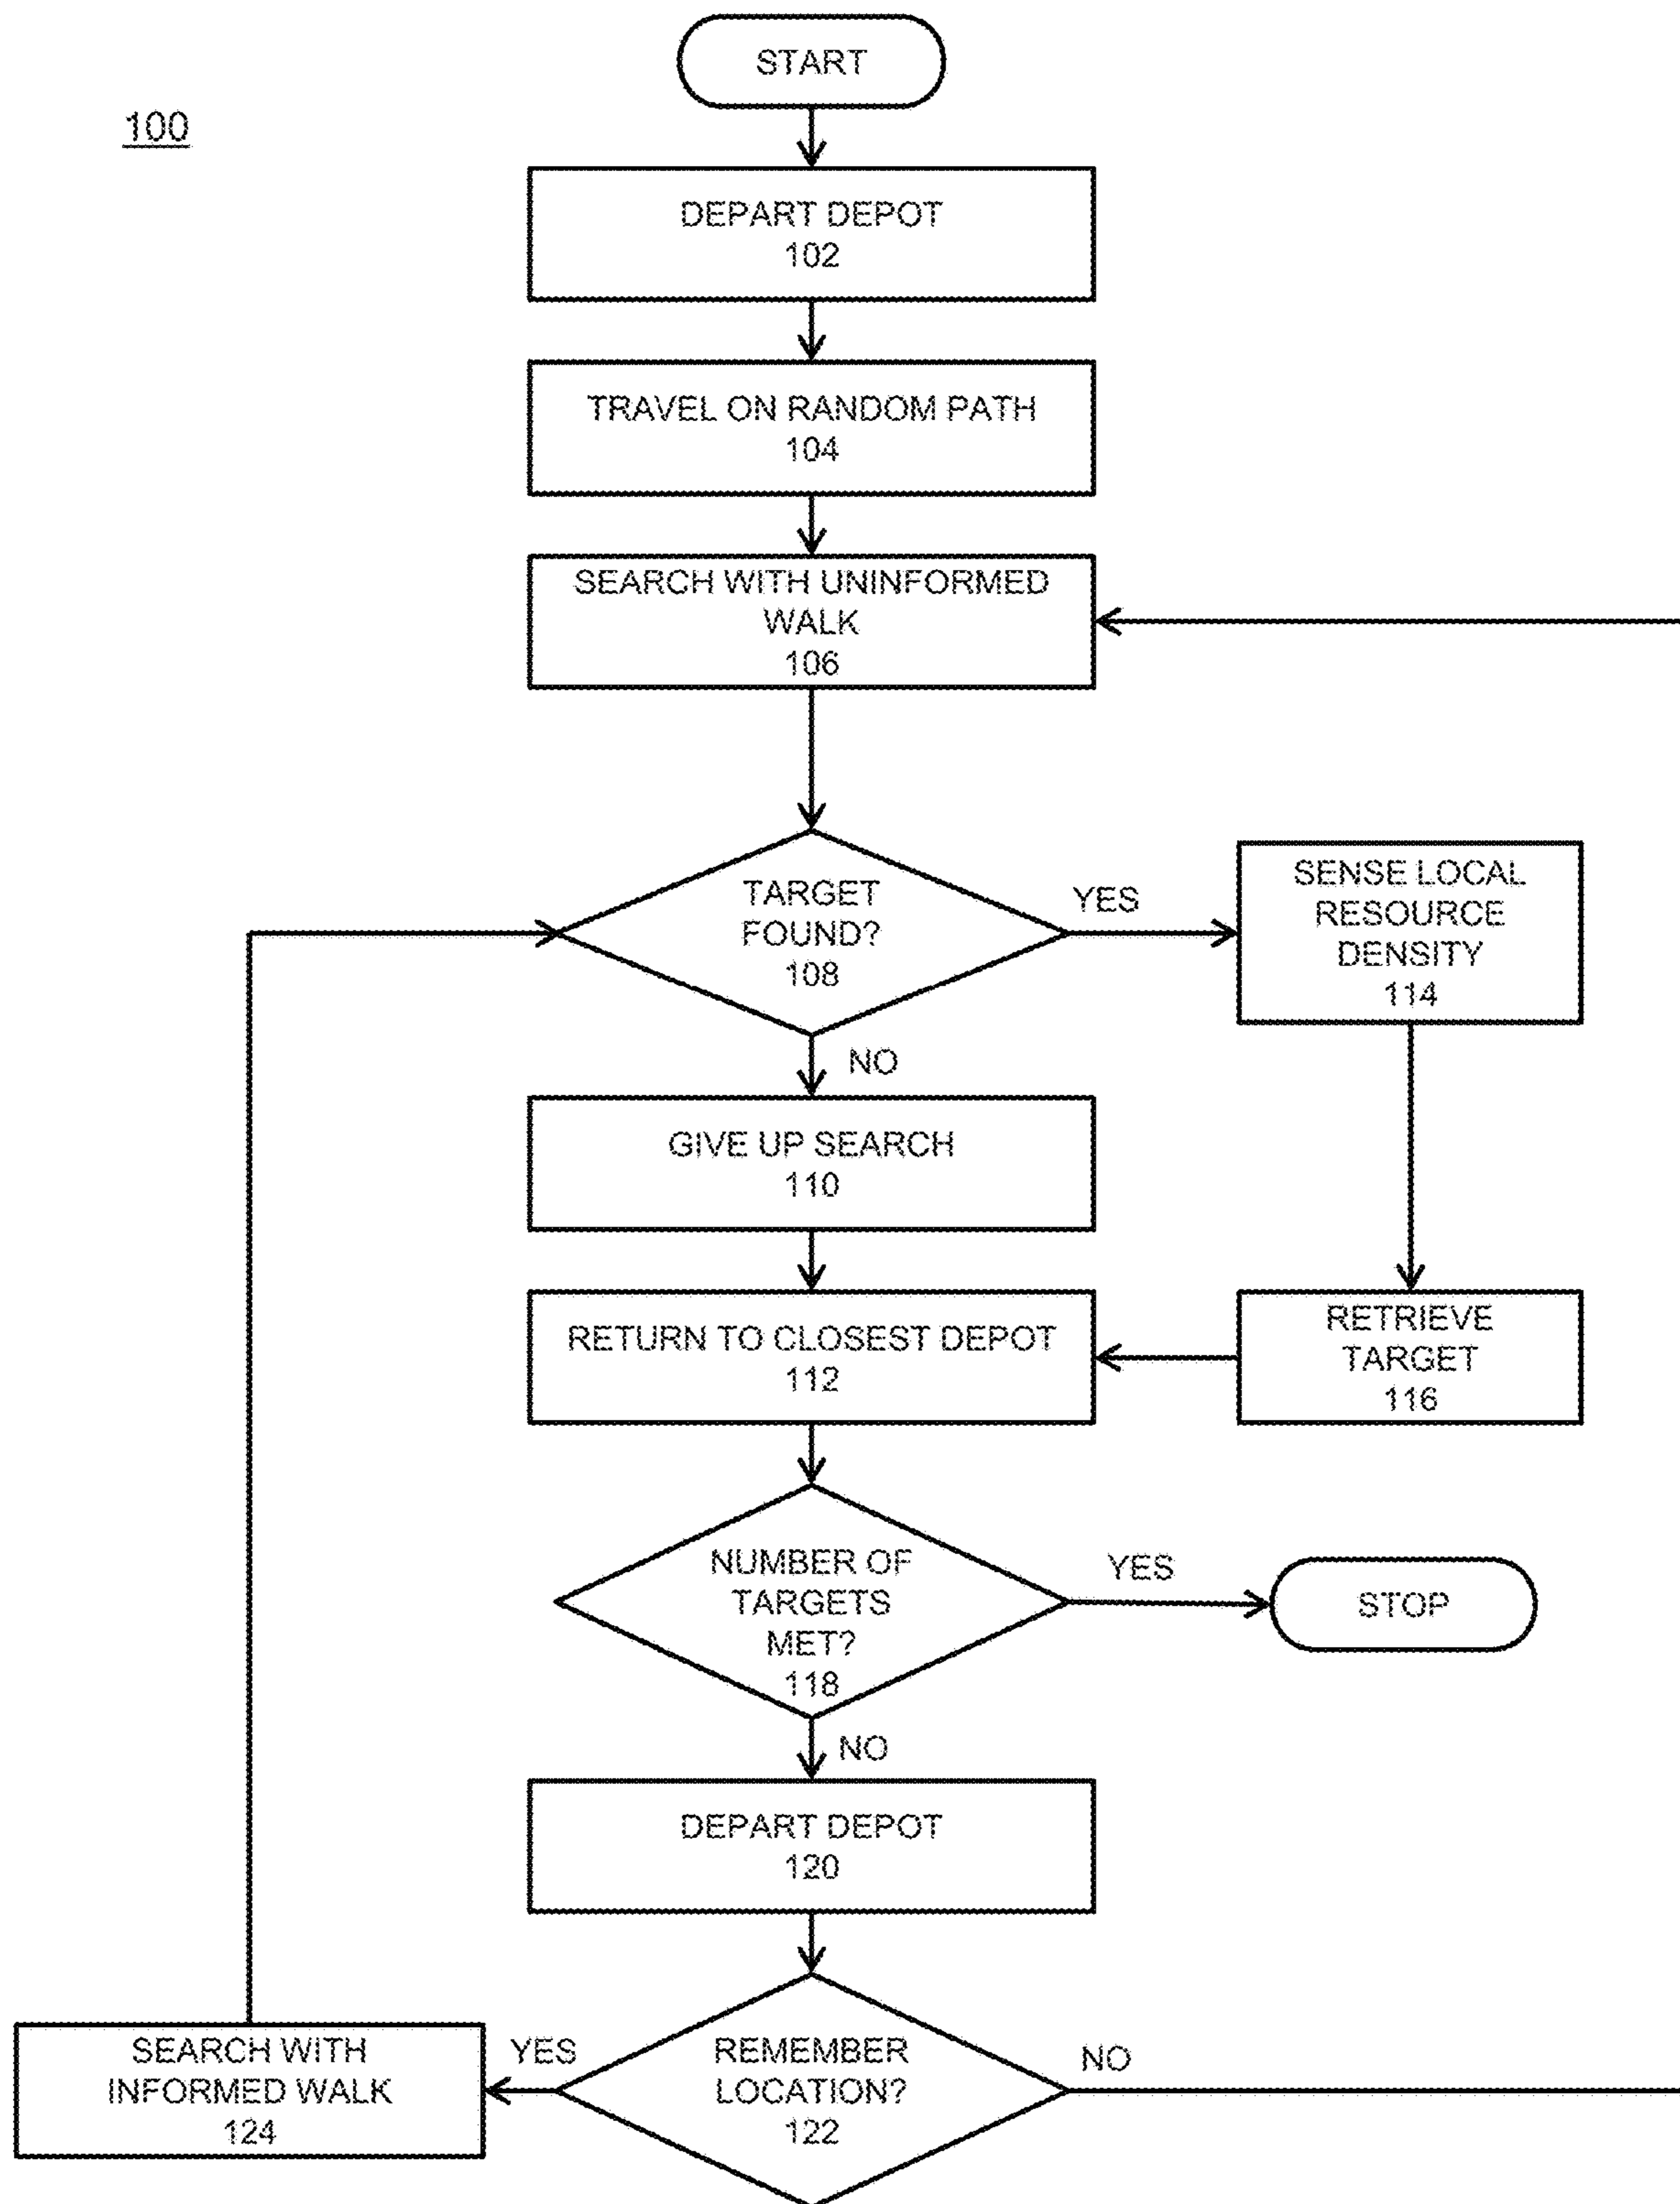 START
100
DEPART DEPOT
102
TRAVEL ON RANDOM PATH
104
SEARCH WITH UNINFORMED
WALK
106
TARGET
FOUND?
108
YES
SENSE LOCAL
RESOURCE
DENSITY
114
NO
GIVE UP SEARCH
110
RETURN TO CLOSEST DEPOT
112
RETRIEVE
TARGET
116
NUMBER OF
TARGETS
MET?
118
YES
STOP
NO
DEPART DEPOT
120
REMEMBER
LOCATION?
122
YES
SEARCH WITH
INFORMED WALK
124
NO